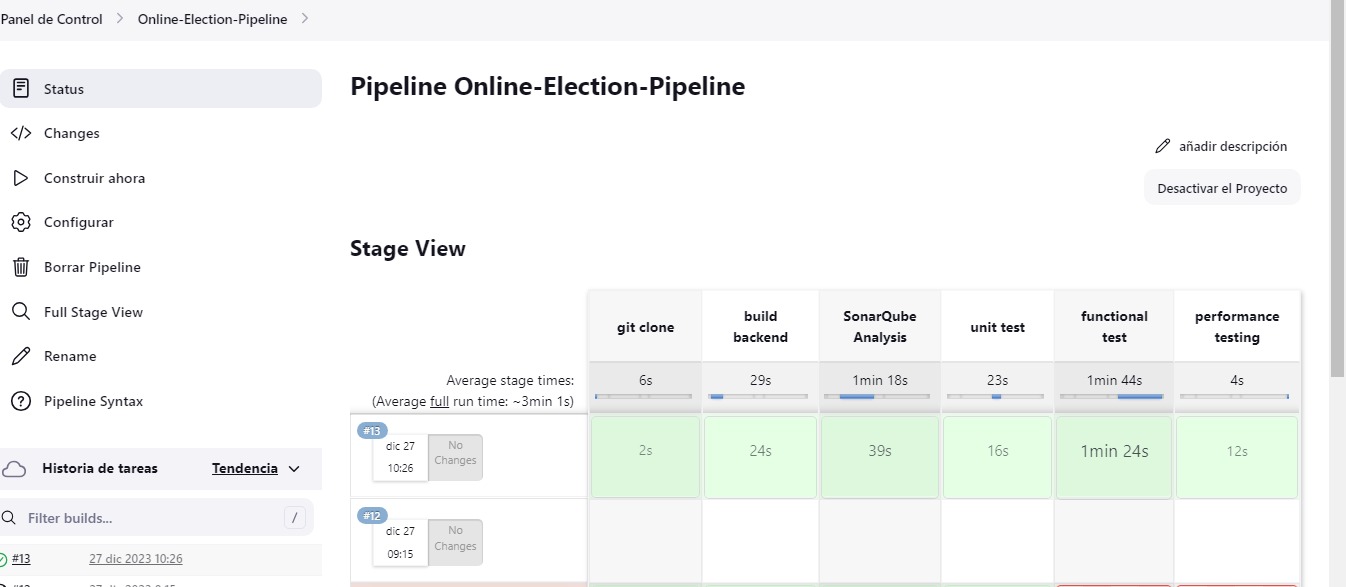 Panel de Control > Online-Election-Pipeline >
Status
Changes
Construir ahora
Configurar
Borrar Pipeline
Full Stage View
Rename
Pipeline Syntax
Historia de tareas Tendencia
Filter builds... /
#13 27 dic 2023 10:26
Pipeline Online-Election-Pipeline
añadir descripción
Desactivar el Proyecto
Stage View
git clone
build
backend
SonarQube
Analysis
unit test
functional
test
performance
testing
Average stage times:
(Average full run time: ~3min 1s)
6s 29s 1min 18s 23s 1min 44s 4s
#13
dic 27
10:26
No
Changes
2s 24s 39s 16s 1min 24s 12s
#12
dic 27
09:15
No
Changes